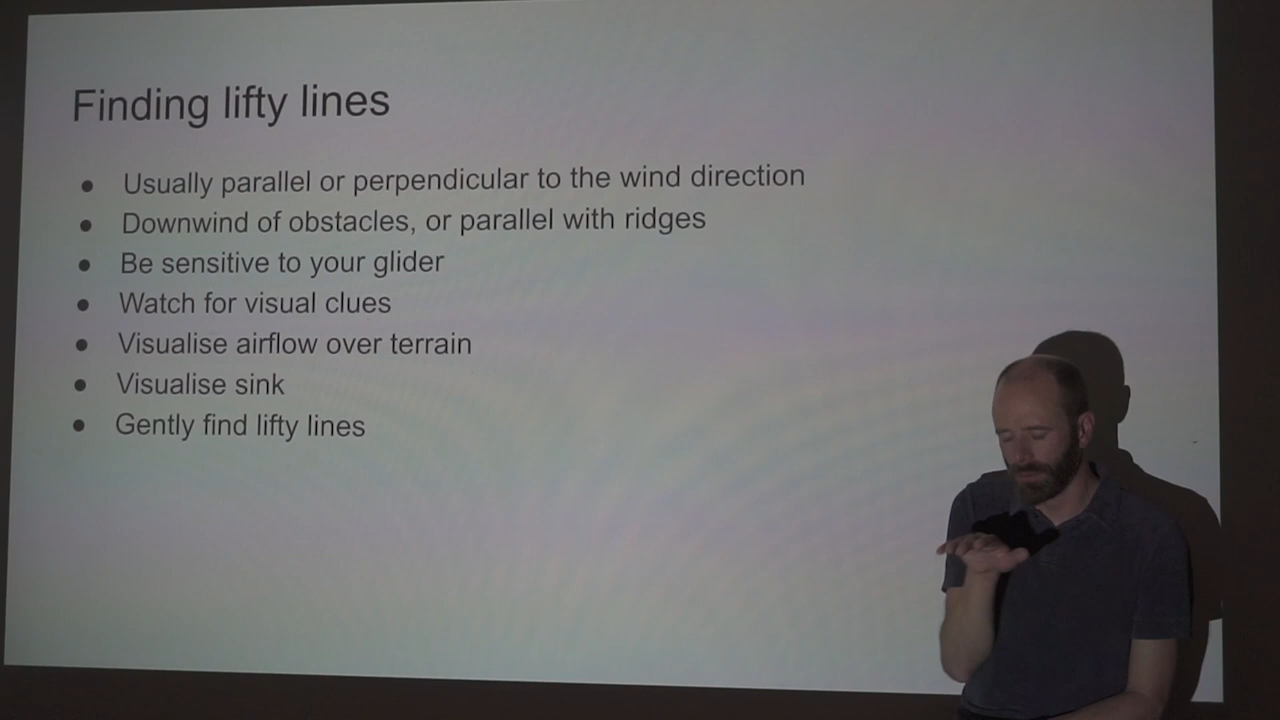 Finding lifty lines
● Usually parallel or perpendicular to the wind direction
● Downwind of obstacles, or parallel with ridges
● Be sensitive to your glider
● Watch for visual clues
● Visualise airflow over terrain
● Visualise sink
● Gently find lifty lines